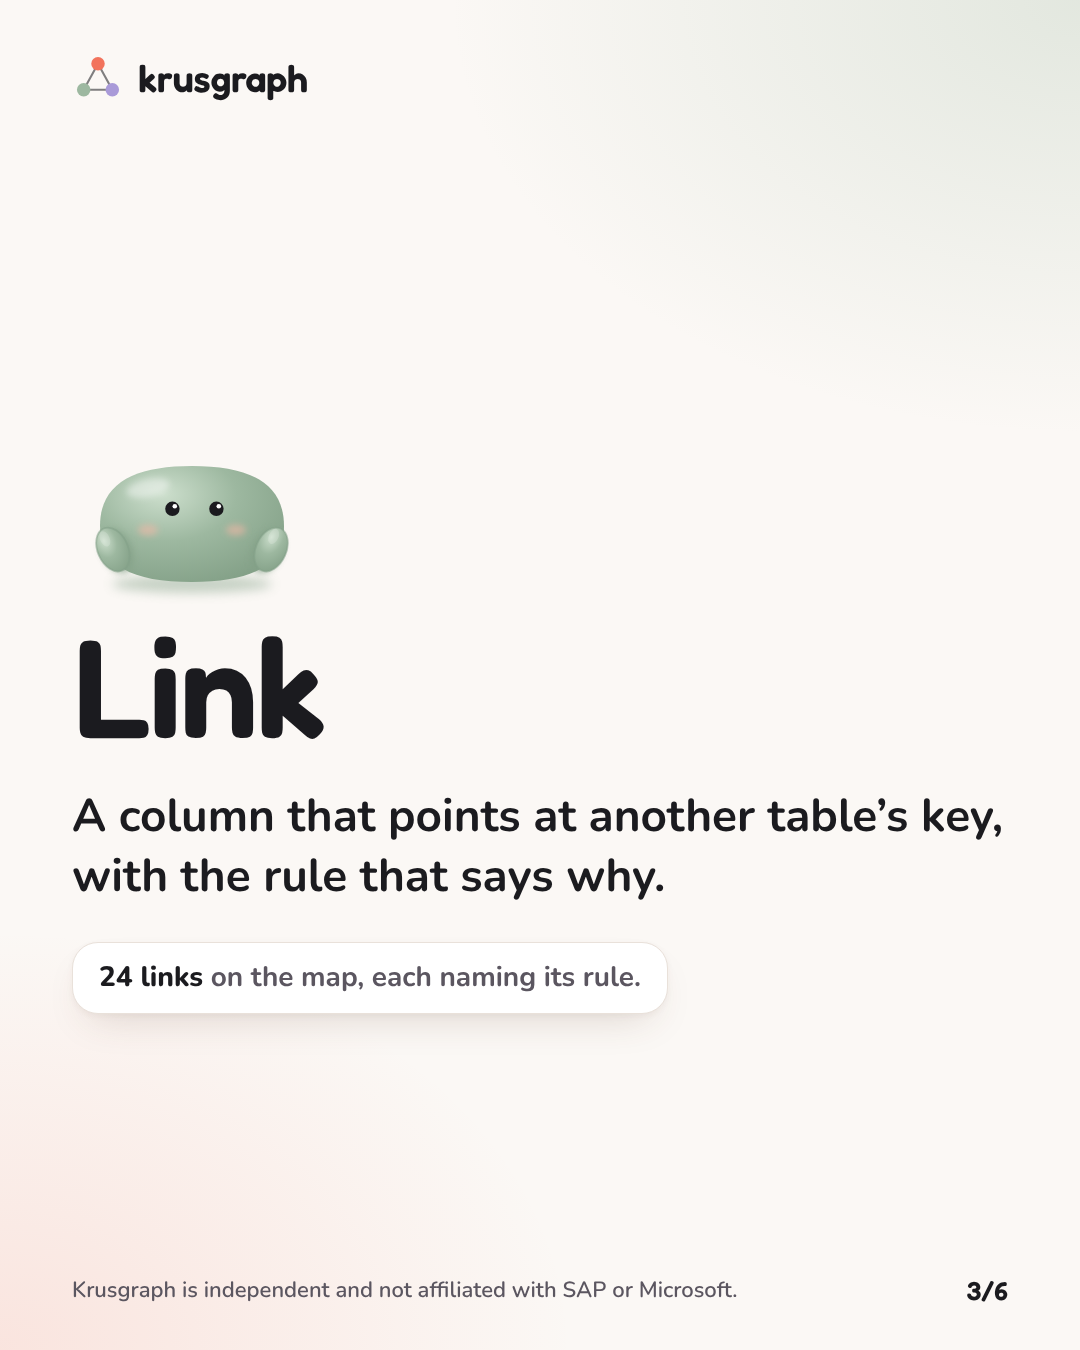 krusgraph
Link
A column that points at another table’s key,
with the rule that says why.
24 links on the map, each naming its rule.
Krusgraph is independent and not affiliated with SAP or Microsoft.
3/6